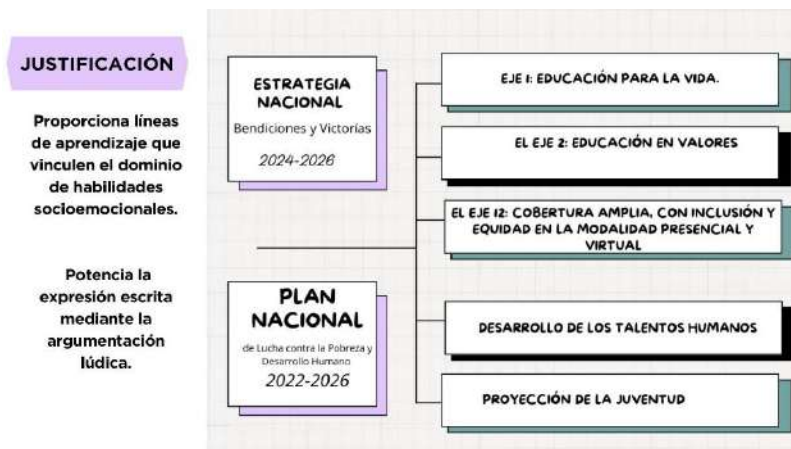 JUSTIFICACIÓN
Proporciona líneas
de aprendizaje que
vinculen el dominio
de habilidades
socioemocionales.
Potencia la
expresión escrita
mediante la
argumentación
lúdica.
ESTRATEGIA
NACIONAL
Bendiciones y Victorías
2024-2026
PLAN
NACIONAL
de Lucha contra la Pobreza y
Desarrollo Humano
2022-2026
EJE 1: EDUCACIÓN PARA LA VIDA.
EL EJE 2: EDUCACIÓN EN VALORES
EL EJE 12: COBERTURA AMPLIA, CON INCLUSIÓN Y
EQUIDAD EN LA MODALIDAD PRESENCIAL Y
VIRTUAL
DESARROLLO DE LOS TALENTOS HUMANOS
PROYECCIÓN DE LA JUVENTUD